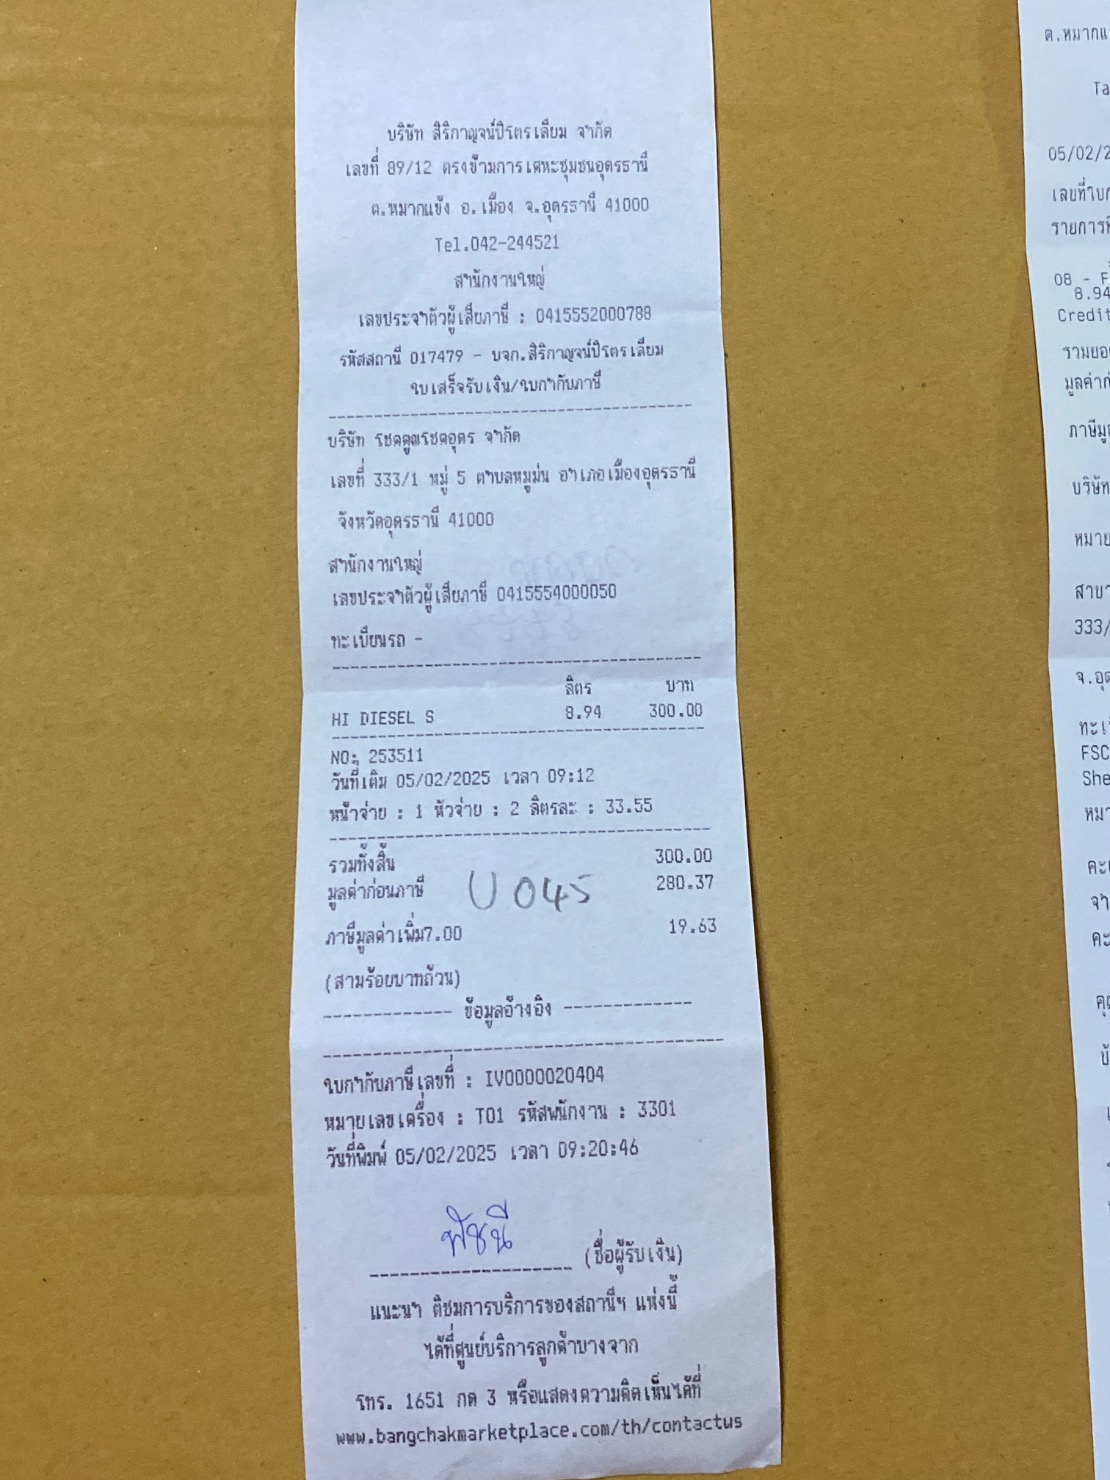 บริษัท สิริกาญจน์ปิโตรเลียม จำกัด
เลขที่ 89/12 ตรงข้ามการเคหะชุมชนอุดรธานี
ต.หมากแข้ง อ.เมือง จ.อุดรธานี 41000
Tel.042-244521
สำนักงานใหญ่
เลขประจำตัวผู้เสียภาษี : 0415552000788
รหัสสถานี 017479 - บจก.สิริกาญจน์ปิโตรเลียม
ใบเสร็จรับเงิน/ใบกำกับภาษี
บริษัท โชคคูณโชคอุดร จำกัด
เลขที่ 333/1 หมู่ 5 ตำบลหมูม่น อำเภอเมืองอุดรธานี
จังหวัดอุดรธานี 41000
สำนักงานใหญ่
เลขประจำตัวผู้เสียภาษี 0415554000050
ทะเบียนรถ -
ลิตร บาท
HI DIESEL S 8.94 300.00
NO: 253511
วันที่เติม 05/02/2025 เวลา 09:12
หน้าจ่าย : 1 หัวจ่าย : 2 ลิตรละ : 33.55
รวมทั้งสิ้น 300.00
มูลค่าก่อนภาษี 280.37
U 045
ภาษีมูลค่าเพิ่ม7.00 19.63
(สามร้อยบาทถ้วน)
------------- ข้อมูลอ้างอิง -------------
ใบกำกับภาษีเลขที่ : IV0000020404
หมายเลขเครื่อง : T01 รหัสพนักงาน : 3301
วันที่พิมพ์ 05/02/2025 เวลา 09:20:46
พัชนี
(ชื่อผู้รับเงิน)
แนะนำ ติชมการบริการของสถานีฯ แห่งนี้
ได้ที่ศูนย์บริการลูกค้าบางจาก
โทร. 1651 กด 3 หรือแสดงความคิดเห็นได้ที่
www.bangchakmarketplace.com/th/contactus
05/02/2
08 - F
8.94
Credit
333/
FSC